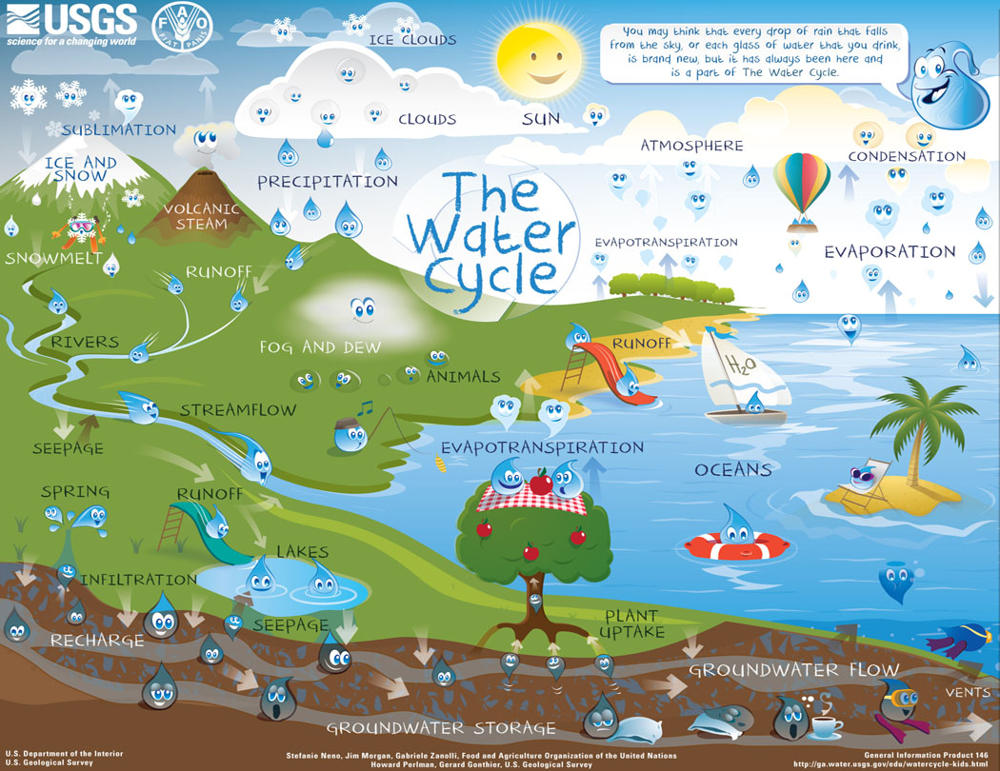 USGS
science for a changing world
F A O
FIAT PANIS
ICE CLOUDS
You may think that every drop of rain that falls
from the sky, or each glass of water that you drink,
is brand new, but it has always been here and
is a part of The Water Cycle.
SUBLIMATION
CLOUDS
SUN
ATMOSPHERE
CONDENSATION
ICE AND
SNOW
PRECIPITATION
The
Water
Cycle
VOLCANIC
STEAM
EVAPOTRANSPIRATION
EVAPORATION
SNOWMELT
RUNOFF
RIVERS
FOG AND DEW
RUNOFF
H2O
ANIMALS
STREAMFLOW
SEEPAGE
EVAPOTRANSPIRATION
OCEANS
SPRING
RUNOFF
LAKES
INFILTRATION
SEEPAGE
PLANT
UPTAKE
RECHARGE
GROUNDWATER FLOW
VENTS
GROUNDWATER STORAGE
U.S. Department of the Interior
U.S. Geological Survey
Stefanie Neno, Jim Morgan, Gabriele Zanolli, Food and Agriculture Organization of the United Nations
Howard Perlman, Gerard Gonthier, U.S. Geological Survey
General Information Product 146
http://ga.water.usgs.gov/edu/watercycle-kids.html